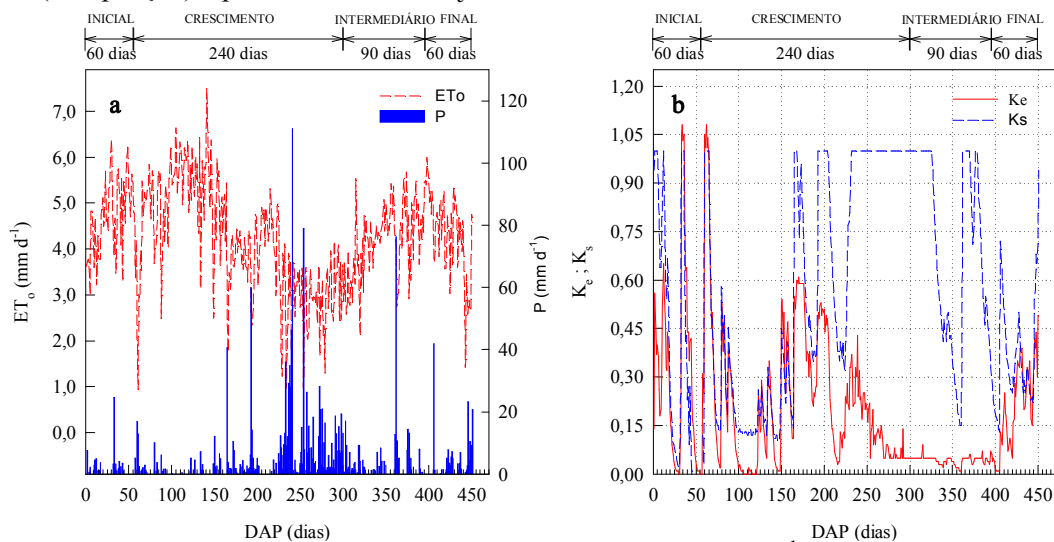 INICIAL CRESCIMENTO INTERMEDIÁRIO FINAL
60 dias 240 dias 90 dias 60 dias
a
ETo
P
7,0
6,0
5,0
4,0
3,0
2,0
1,0
0,0
ETo (mm d-1)
120
100
80
60
40
20
0
P (mm d-1)
0 50 100 150 200 250 300 350 400 450
DAP (dias)
INICIAL CRESCIMENTO INTERMEDIÁRIO FINAL
60 dias 240 dias 90 dias 60 dias
b
Ke
Ks
1,20
1,05
0,90
0,75
0,60
0,45
0,30
0,15
0,00
Ke ; Ks
0 50 100 150 200 250 300 350 400 450
DAP (dias)